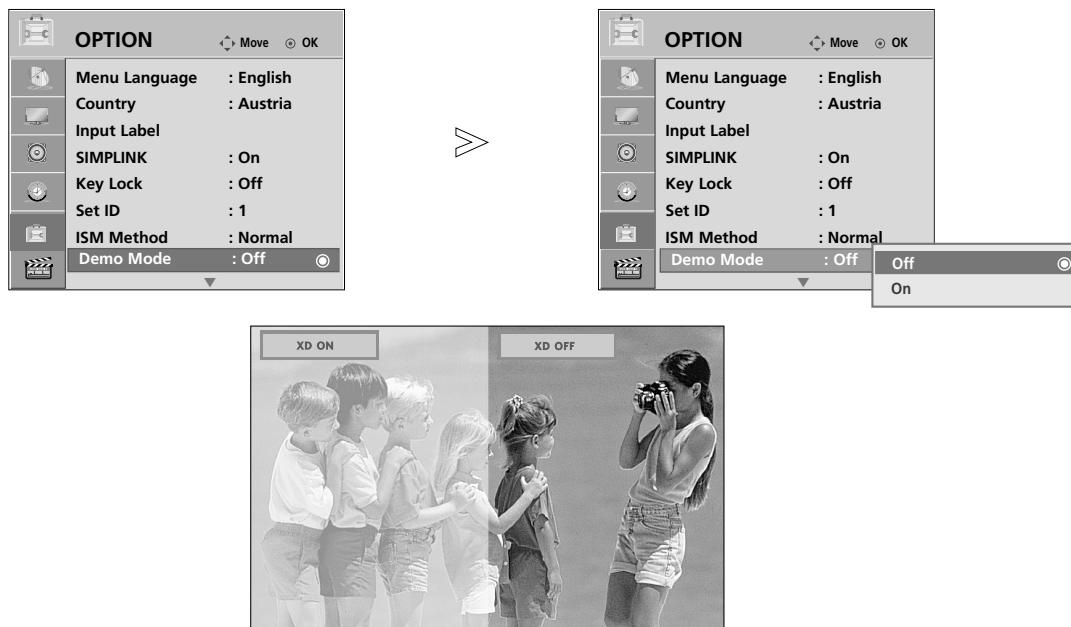 OPTION Move OK
Menu Language : English
Country : Austria
Input Label
SIMPLINK : On
Key Lock : Off
Set ID : 1
ISM Method : Normal
Demo Mode : Off
OPTION Move OK
Menu Language : English
Country : Austria
Input Label
SIMPLINK : On
Key Lock : Off
Set ID : 1
ISM Method : Normal
Demo Mode : Off
Off
On
XD ON
XD OFF